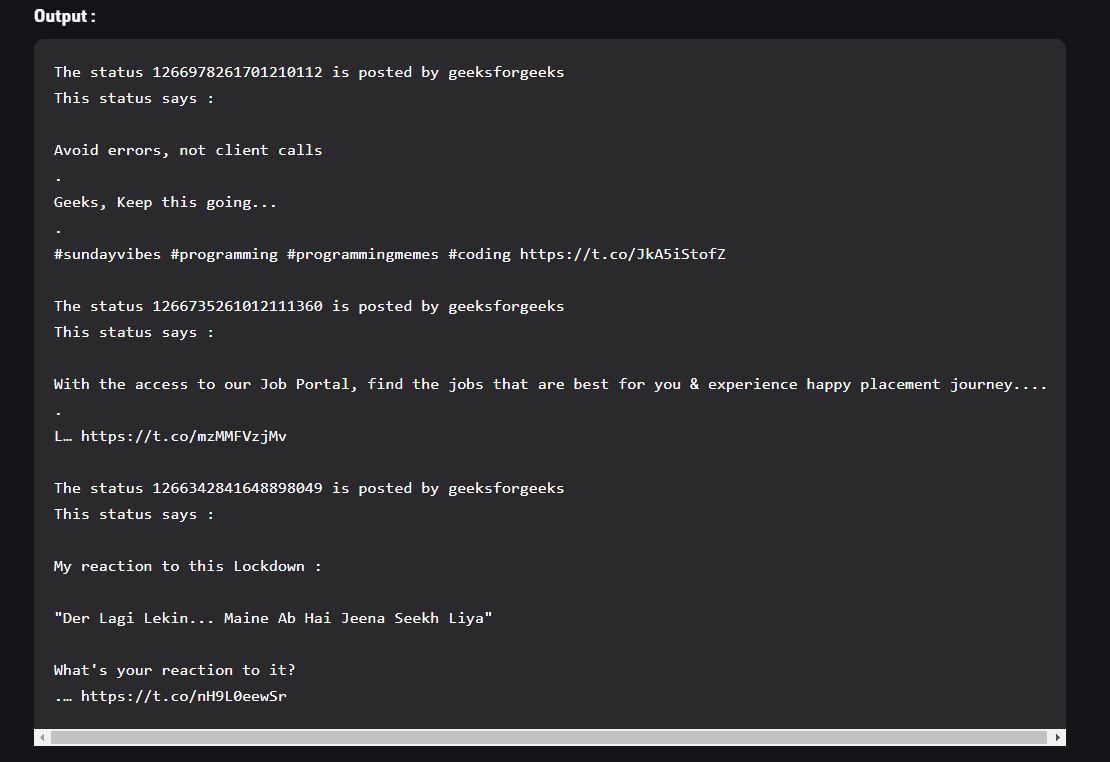 Output :
The status 1266978261701210112 is posted by geeksforgeeks
This status says :
Avoid errors, not client calls
.
Geeks, Keep this going...
.
#sundayvibes #programming #programmingmemes #coding https://t.co/JkA5iStofZ
The status 1266735261012111360 is posted by geeksforgeeks
This status says :
With the access to our Job Portal, find the jobs that are best for you & experience happy placement journey....
.
L… https://t.co/mzMMFVzjMv
The status 1266342841648898049 is posted by geeksforgeeks
This status says :
My reaction to this Lockdown :
"Der Lagi Lekin... Maine Ab Hai Jeena Seekh Liya"
What's your reaction to it?
.… https://t.co/nH9L0eewSr